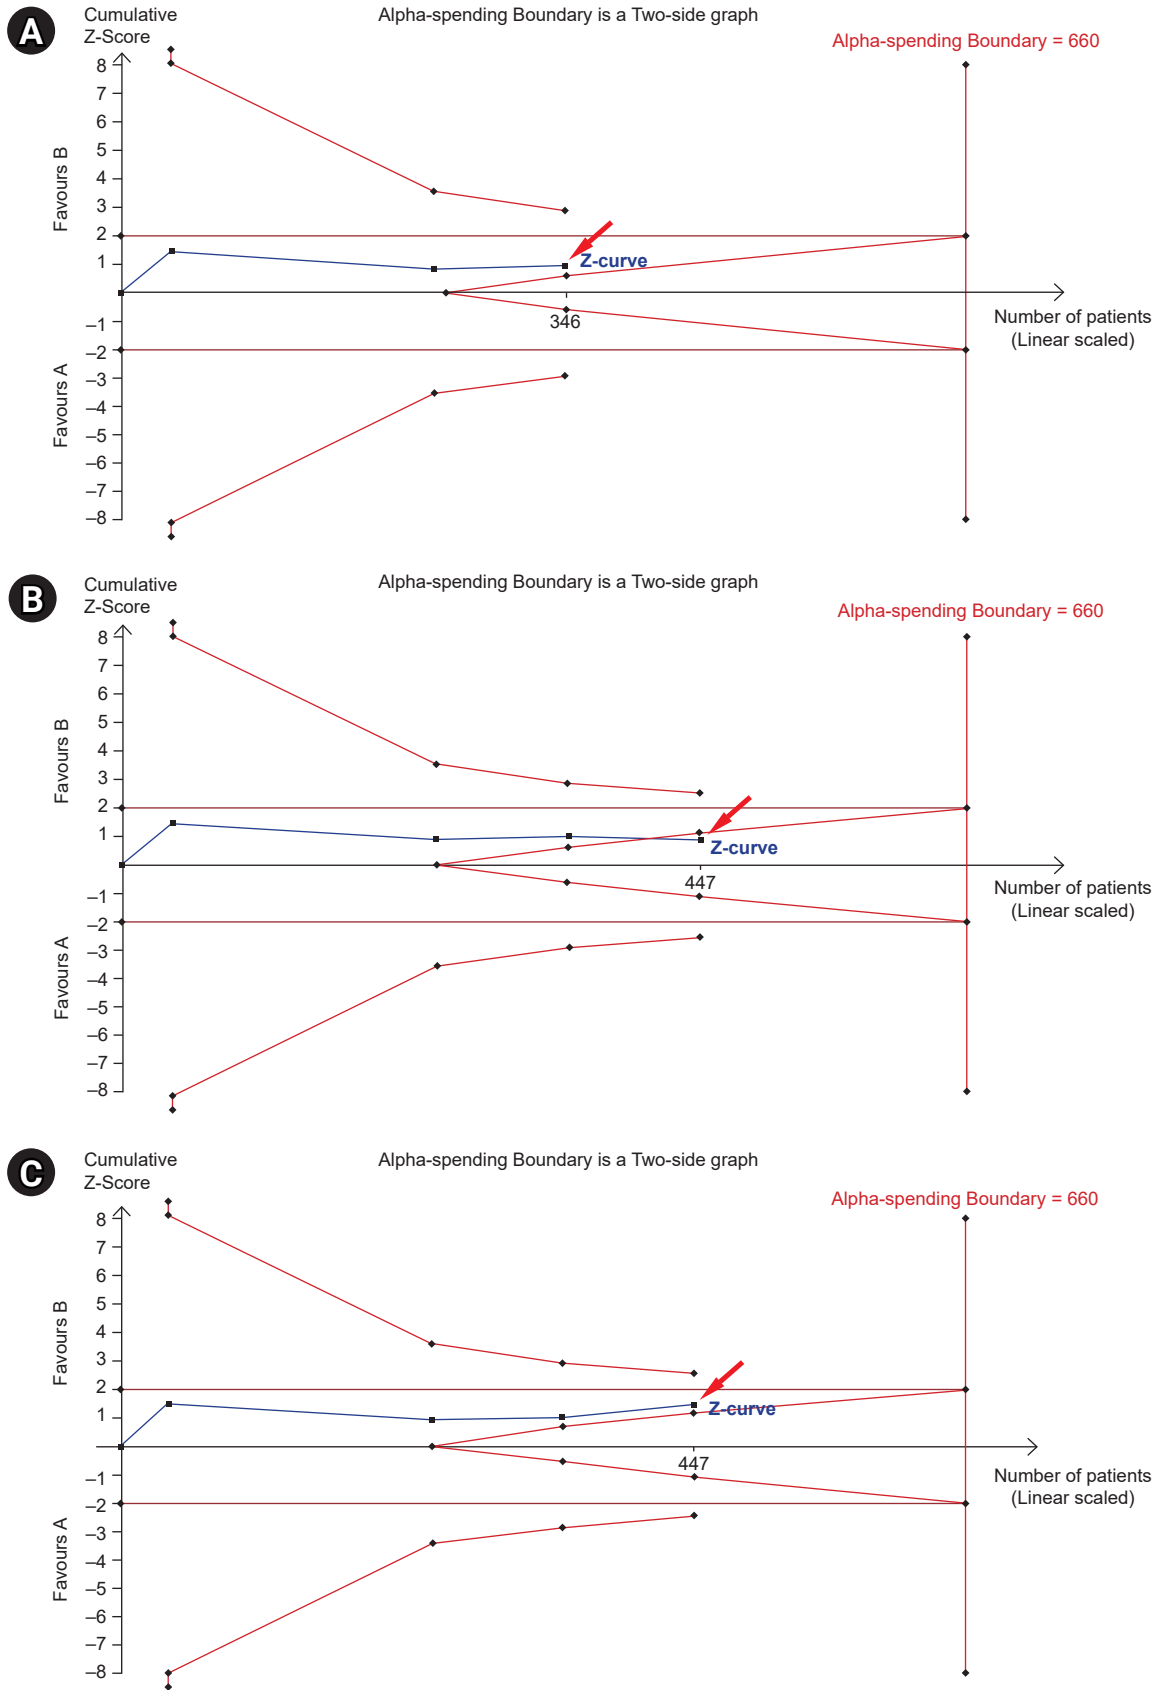 A
Cumulative
Z-Score
Alpha-spending Boundary is a Two-side graph
Alpha-spending Boundary = 660
8
7
6
5
4
3
2
1
–1
–2
–3
–4
–5
–6
–7
–8
Favours B
Favours A
Z-curve
346
Number of patients
(Linear scaled)
B
Cumulative
Z-Score
Alpha-spending Boundary is a Two-side graph
Alpha-spending Boundary = 660
8
7
6
5
4
3
2
1
–1
–2
–3
–4
–5
–6
–7
–8
Favours B
Favours A
Z-curve
447
Number of patients
(Linear scaled)
C
Cumulative
Z-Score
Alpha-spending Boundary is a Two-side graph
Alpha-spending Boundary = 660
8
7
6
5
4
3
2
1
–1
–2
–3
–4
–5
–6
–7
–8
Favours B
Favours A
Z-curve
447
Number of patients
(Linear scaled)